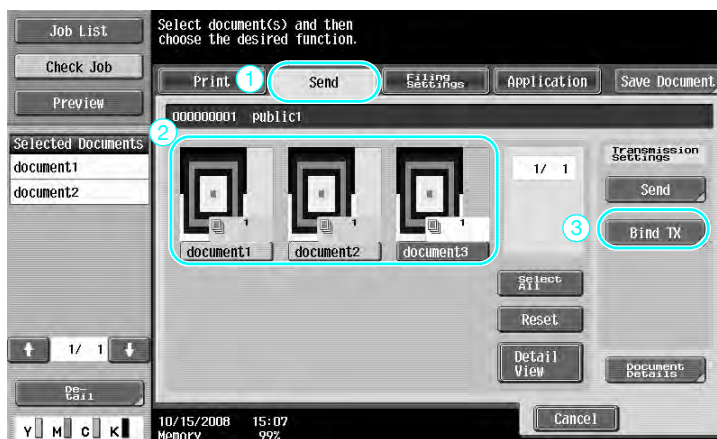 Job List
Select document(s) and then
choose the desired function.
Check Job
Preview
Print
1
Send
Filing
Settings
Application
Save Document
000000001 public1
2
Selected Documents
document1
document2
1
document1
1
document2
1
document3
1/ 1
Transmission
Settings
Send
3
Bind TX
Select
All
Reset
Detail
View
Document
Details
1/ 1
De-
tail
Y M C K
10/15/2008 15:07
Memory 99%
Cancel